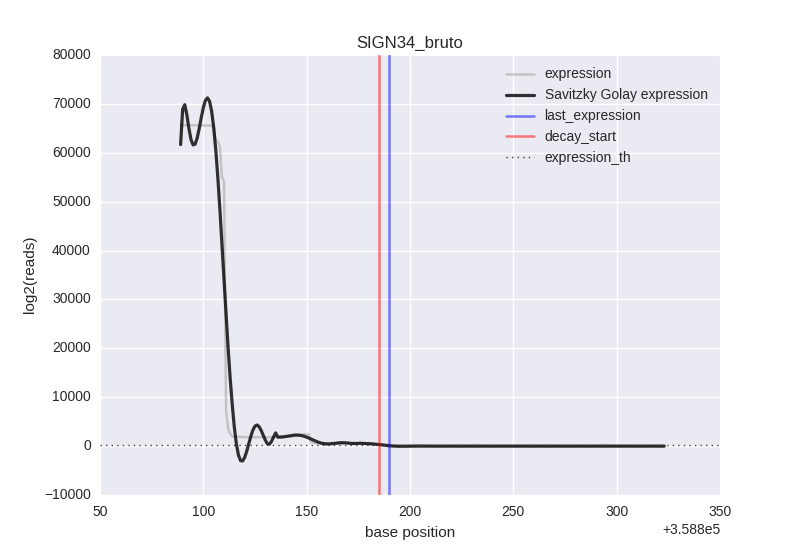 SIGN34_bruto
80000
70000
60000
50000
40000
30000
20000
10000
0
−10000
log2(reads)
expression
Savitzky Golay expression
last_expression
decay_start
expression_th
50 100 150 200 250 300 350
base position
+3.588e5